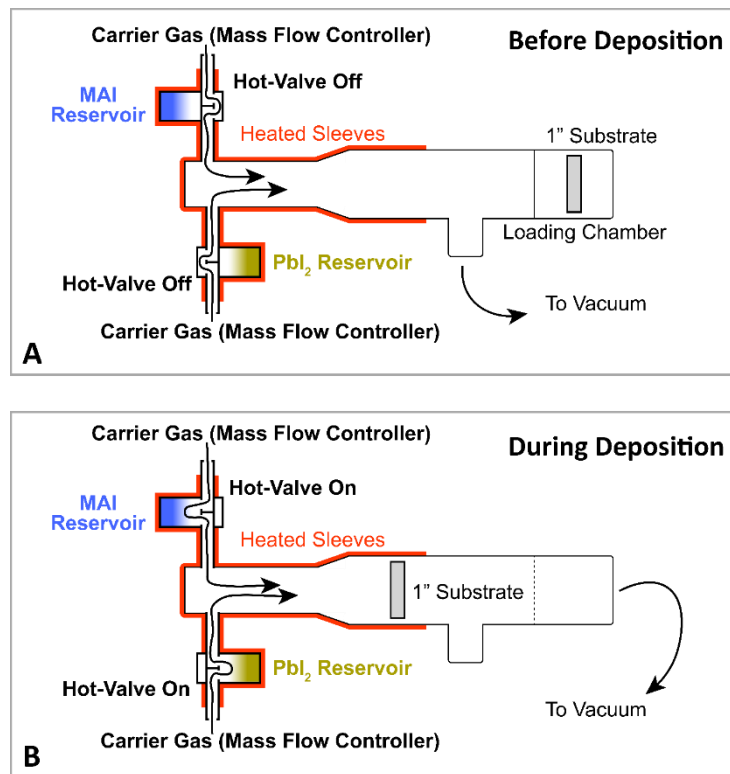 Carrier Gas (Mass Flow Controller)
Before Deposition
Hot-Valve Off
MAI
Reservoir
Heated Sleeves
1” Substrate
Loading Chamber
PbI₂ Reservoir
Hot-Valve Off
To Vacuum
Carrier Gas (Mass Flow Controller)
A
Carrier Gas (Mass Flow Controller)
During Deposition
Hot-Valve On
MAI
Reservoir
Heated Sleeves
1” Substrate
PbI₂ Reservoir
Hot-Valve On
To Vacuum
Carrier Gas (Mass Flow Controller)
B